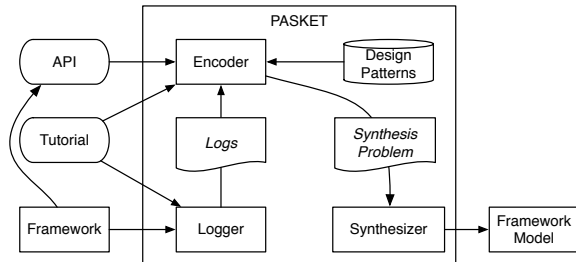 PASKET
API
Encoder
Design
Patterns
Tutorial
Logs
Synthesis
Problem
Framework
Logger
Synthesizer
Framework
Model